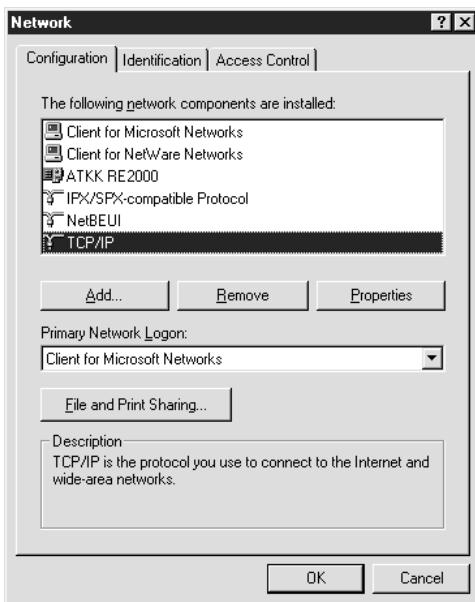 Network
Configuration Identification Access Control
The following network components are installed:
Client for Microsoft Networks
Client for NetWare Networks
ATKK RE2000
IPX/SPX-compatible Protocol
NetBEUI
TCP/IP
Add... Remove Properties
Primary Network Logon:
Client for Microsoft Networks
File and Print Sharing...
Description
TCP/IP is the protocol you use to connect to the Internet and
wide-area networks.
OK Cancel